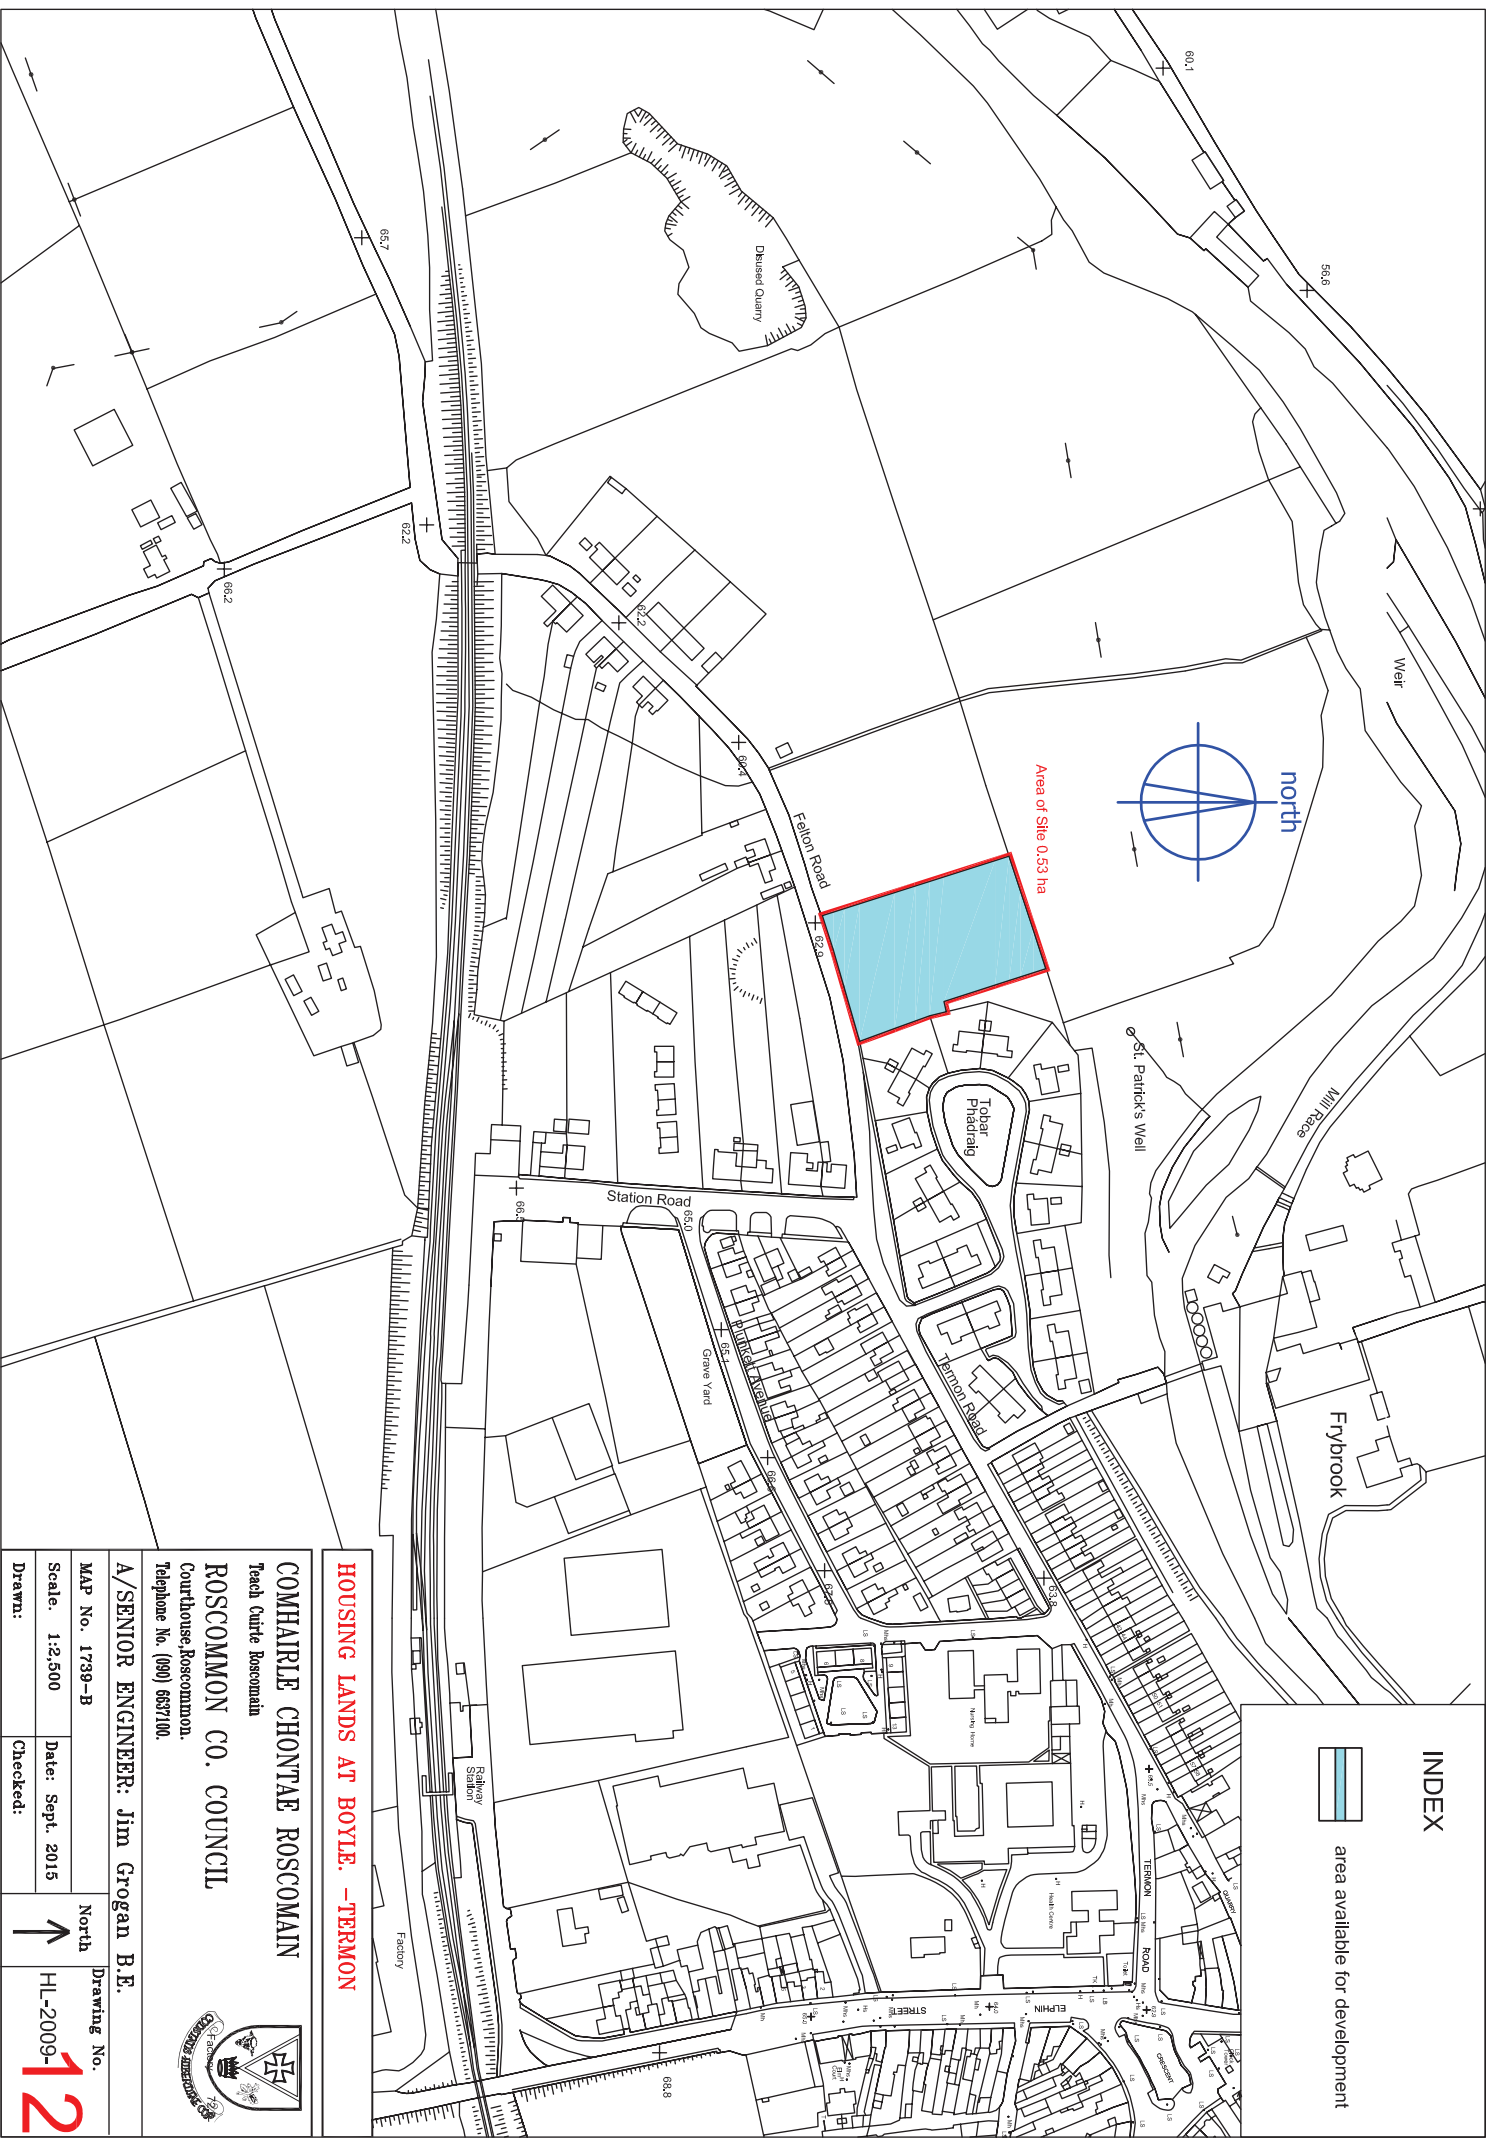 INDEX
area available for development
north
Area of Site 0.53 ha
60.1
56.6
Disused Quarry
65.7
62.2
66.2
62.2
60.4
Felton Road
62.9
Weir
St. Patrick's Well
Mill Race
Frybrook
Tobar
Phádraig
Station Road
65.0
Termon Road
Plunkett Avenue
65.1
Grave Yard
63.8
Nursing Home
Health Centre
TERMON ROAD
QUARRY
Toilet
ELPHIN
STREET
CRESCENT
68.8
Railway
Station
Factory
HOUSING LANDS AT BOYLE. -TERMON
COMHAIRLE CHONTAE ROSCOMAIN
Teach Cuirte Roscomain
ROSCOMMON CO. COUNCIL
Courthouse,Roscommon.
Telephone No. (090) 6637100.
A/SENIOR ENGINEER: Jim Grogan B.E.
MAP No. 1739-B
Scale. 1:2,500
Date: Sept. 2015
Drawn:
Checked:
North
Drawing No.
HL-2009-12